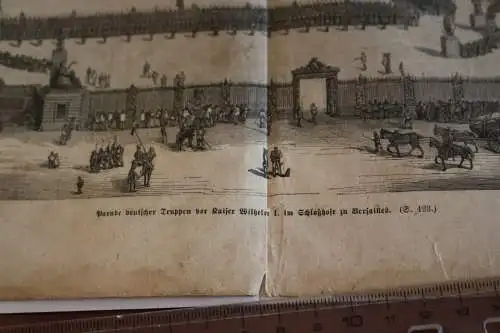 Parade deutscher Truppen vor Kaiser Wilhelm I. im Schloßhofe zu Versailles. (S. 423.)